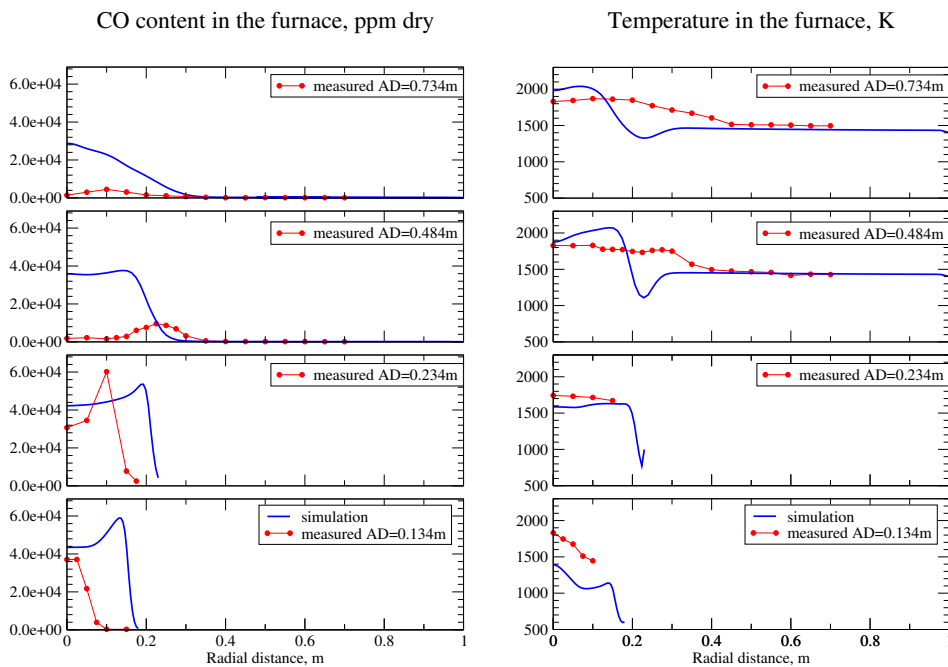 CO content in the furnace, ppm dry
6.0e+04
4.0e+04
2.0e+04
0.0e+00
measured AD=0.734m
6.0e+04
4.0e+04
2.0e+04
0.0e+00
measured AD=0.484m
6.0e+04
4.0e+04
2.0e+04
0.0e+00
measured AD=0.234m
6.0e+04
4.0e+04
2.0e+04
0.0e+00
simulation
measured AD=0.134m
0 0.2 0.4 0.6 0.8 1
Radial distance, m
Temperature in the furnace, K
2000
1500
1000
500
measured AD=0.734m
2000
1500
1000
500
measured AD=0.484m
2000
1500
1000
500
measured AD=0.234m
2000
1500
1000
500
simulation
measured AD=0.134m
0 0.2 0.4 0.6 0.8 1
Radial distance, m